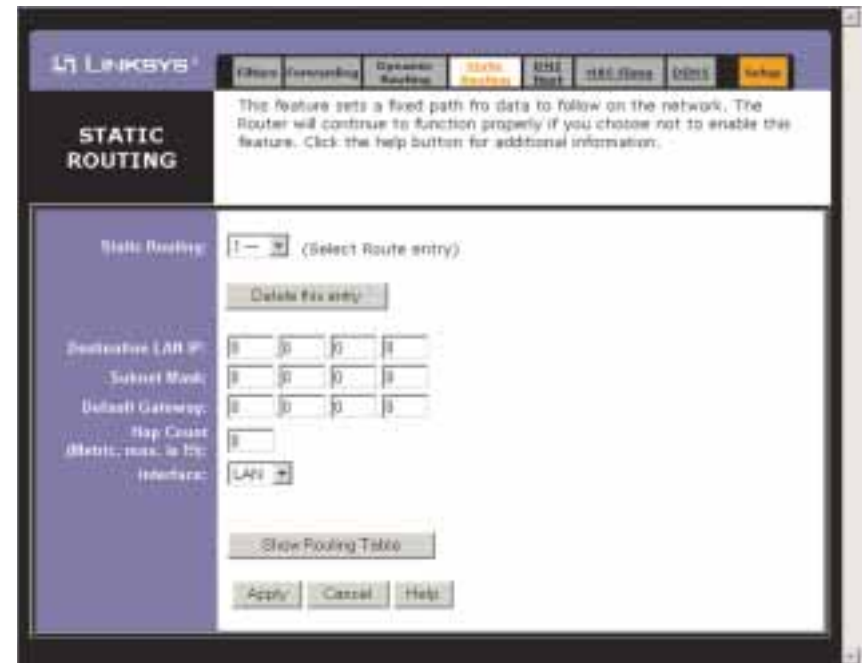 LINKSYS
Filters Forwarding Dynamic Routing Static Routing DMZ Host MAC Clone DDNS Setup
STATIC
ROUTING
This feature sets a fixed path fro data to follow on the network. The
Router will continue to function properly if you choose not to enable this
feature. Click the help button for additional information.
Static Routing: 1 -- (Select Route entry)
Delete this entry
Destination LAN IP: 0 0 0 0
Subnet Mask: 0 0 0 0
Default Gateway: 0 0 0 0
Hop Count
(Metric, max. is 15): 0
Interface: LAN
Show Routing Table
Apply Cancel Help